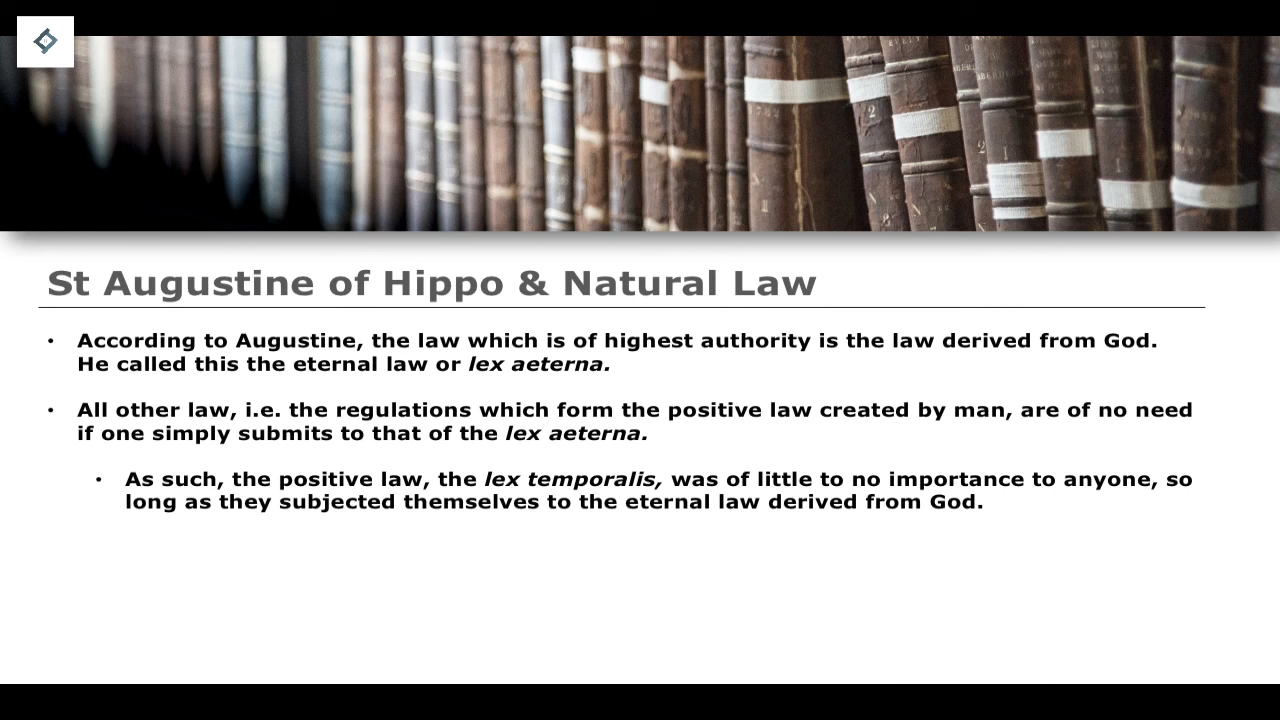 St Augustine of Hippo & Natural Law
• According to Augustine, the law which is of highest authority is the law derived from God.
He called this the eternal law or lex aeterna.
• All other law, i.e. the regulations which form the positive law created by man, are of no need
if one simply submits to that of the lex aeterna.
• As such, the positive law, the lex temporalis, was of little to no importance to anyone, so
long as they subjected themselves to the eternal law derived from God.